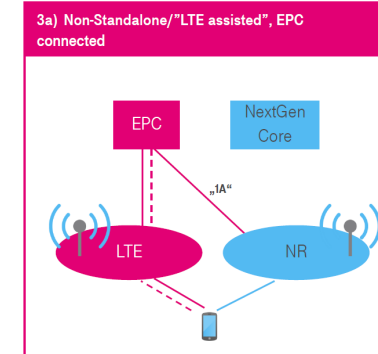 3a) Non-Standalone/”LTE assisted”, EPC
connected
EPC
NextGen
Core
„1A“
LTE
NR